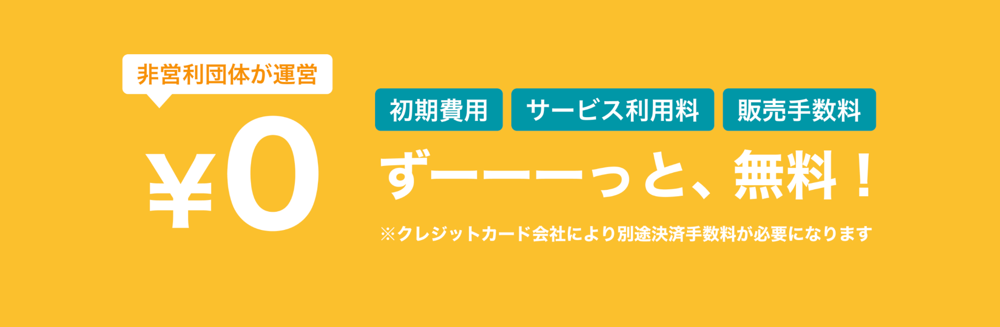 非営利団体が運営
¥0
初期費用 サービス利用料 販売手数料
ずーーーっと、無料！
※クレジットカード会社により別途決済手数料が必要になります